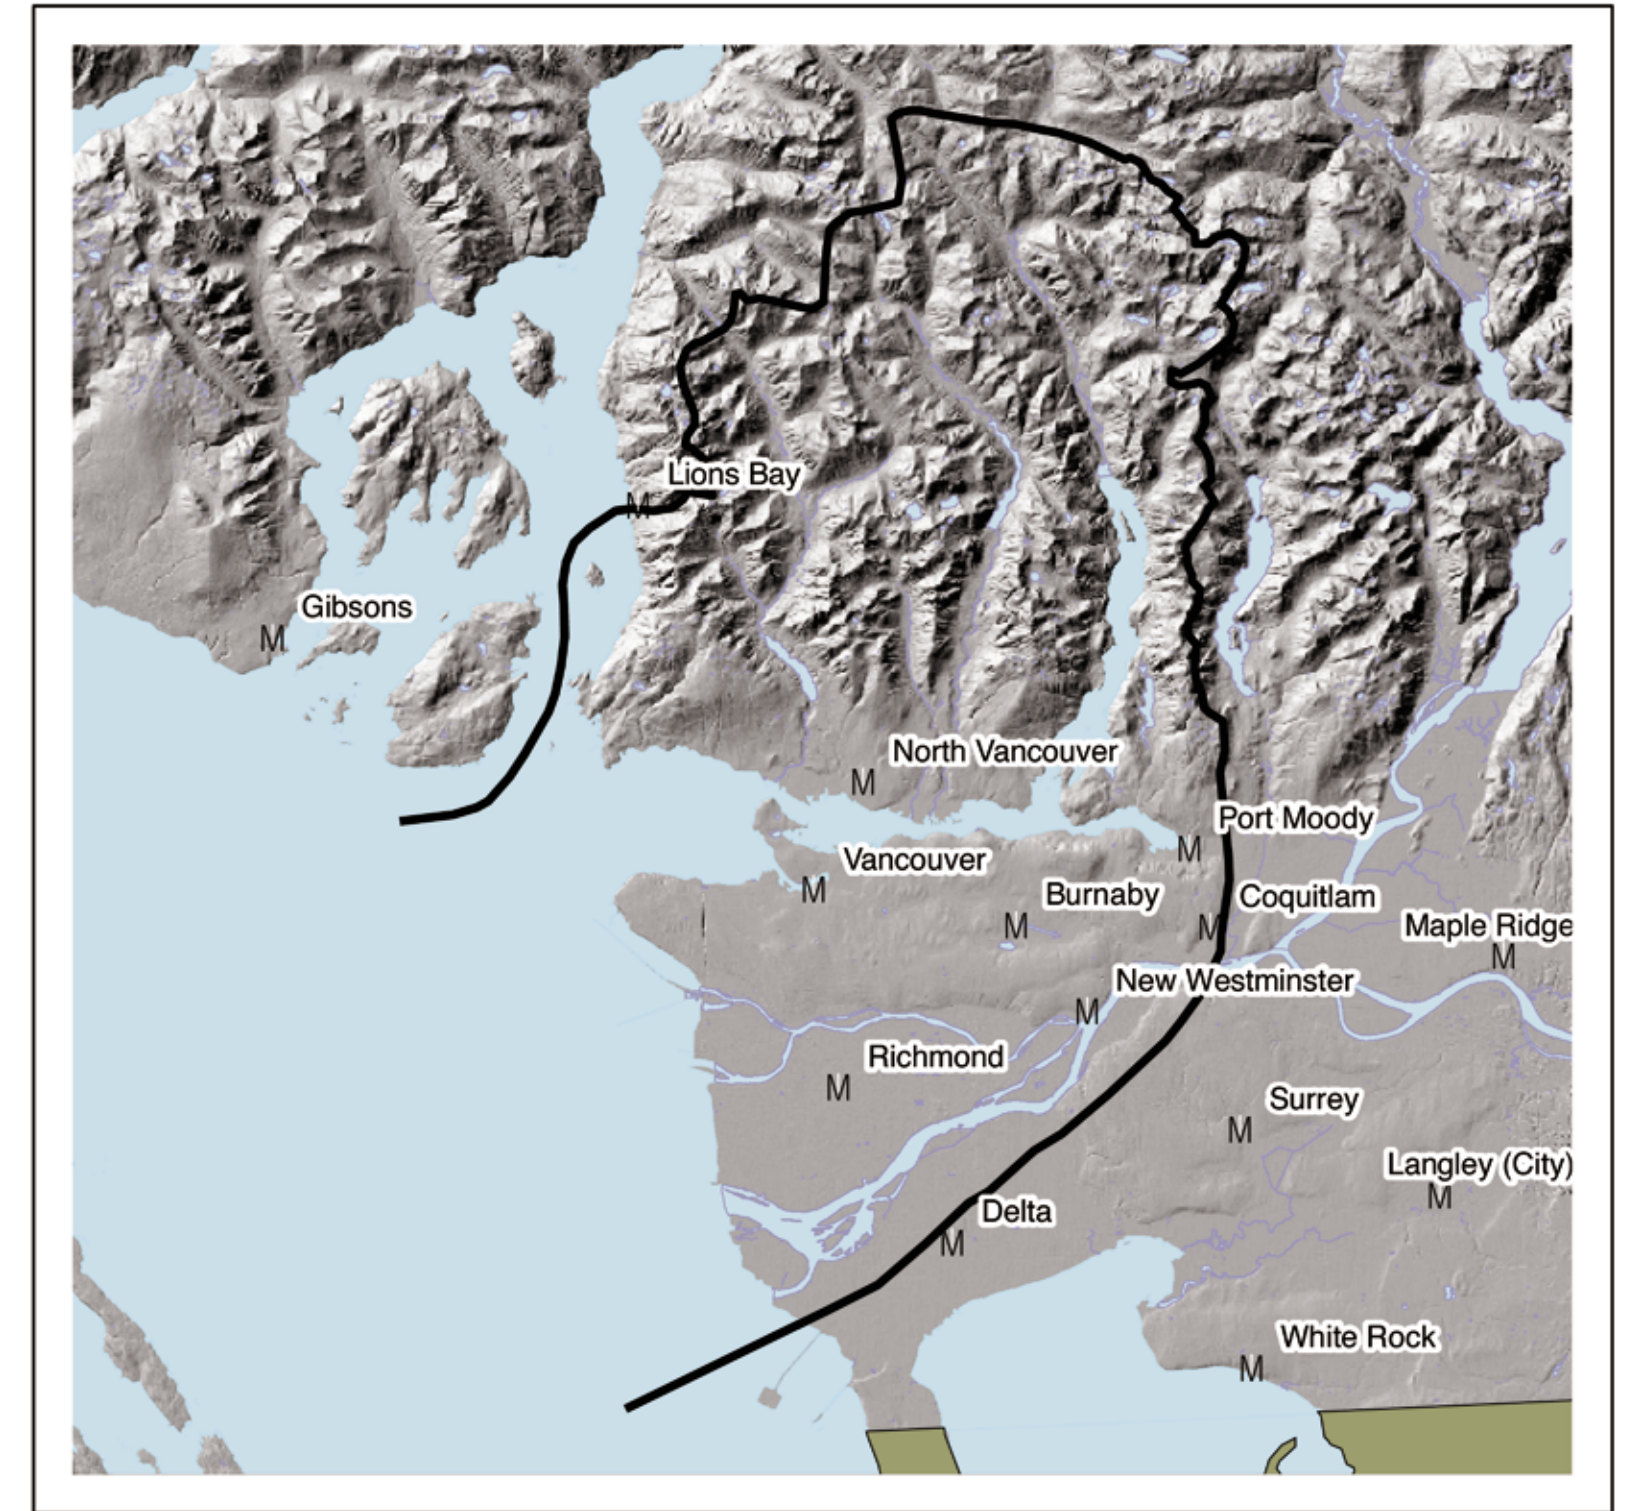 Lions Bay
M
Gibsons
M
North Vancouver
M
Port Moody
M
Vancouver
M
Burnaby
M
Coquitlam
M
Maple Ridge
M
New Westminster
M
Richmond
M
Surrey
M
Langley (City)
M
Delta
M
White Rock
M